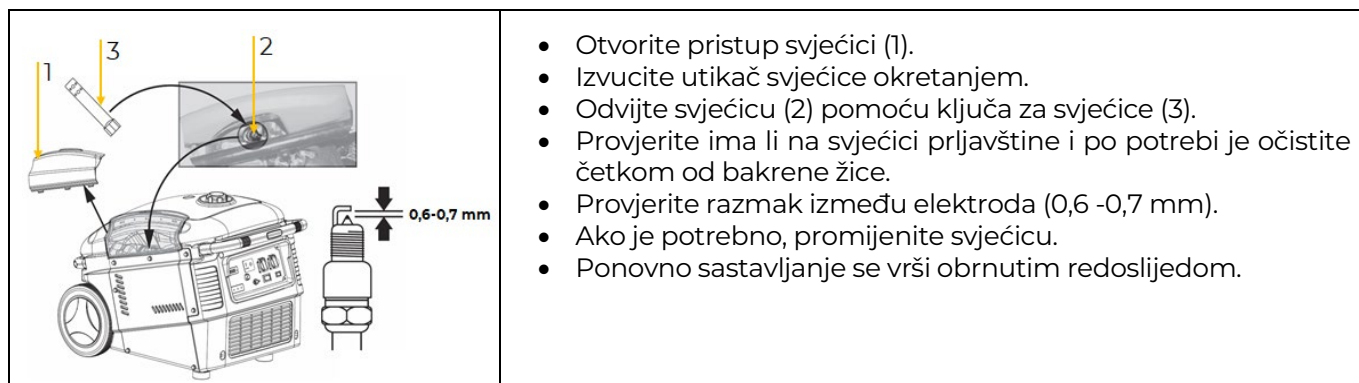 1
3
2
0,6-0,7 mm
• Otvorite pristup svjećici (1).
• Izvucite utikač svjećice okretanjem.
• Odvijte svjećicu (2) pomoću ključa za svjećice (3).
• Provjerite ima li na svjećici prljavštine i po potrebi je očistite
četkom od bakrene žice.
• Provjerite razmak između elektroda (0,6 -0,7 mm).
• Ako je potrebno, promijenite svjećicu.
• Ponovno sastavljanje se vrši obrnutim redoslijedom.